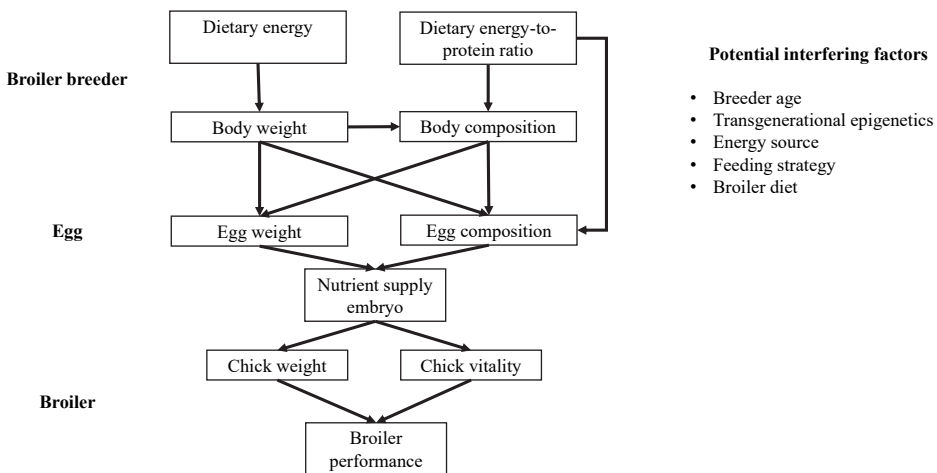 Dietary energy
Dietary energy-to-
protein ratio
Potential interfering factors
Broiler breeder
• Breeder age
• Transgenerational epigenetics
• Energy source
• Feeding strategy
• Broiler diet
Body weight
Body composition
Egg
Egg weight
Egg composition
Nutrient supply
embryo
Chick weight
Chick vitality
Broiler
Broiler
performance